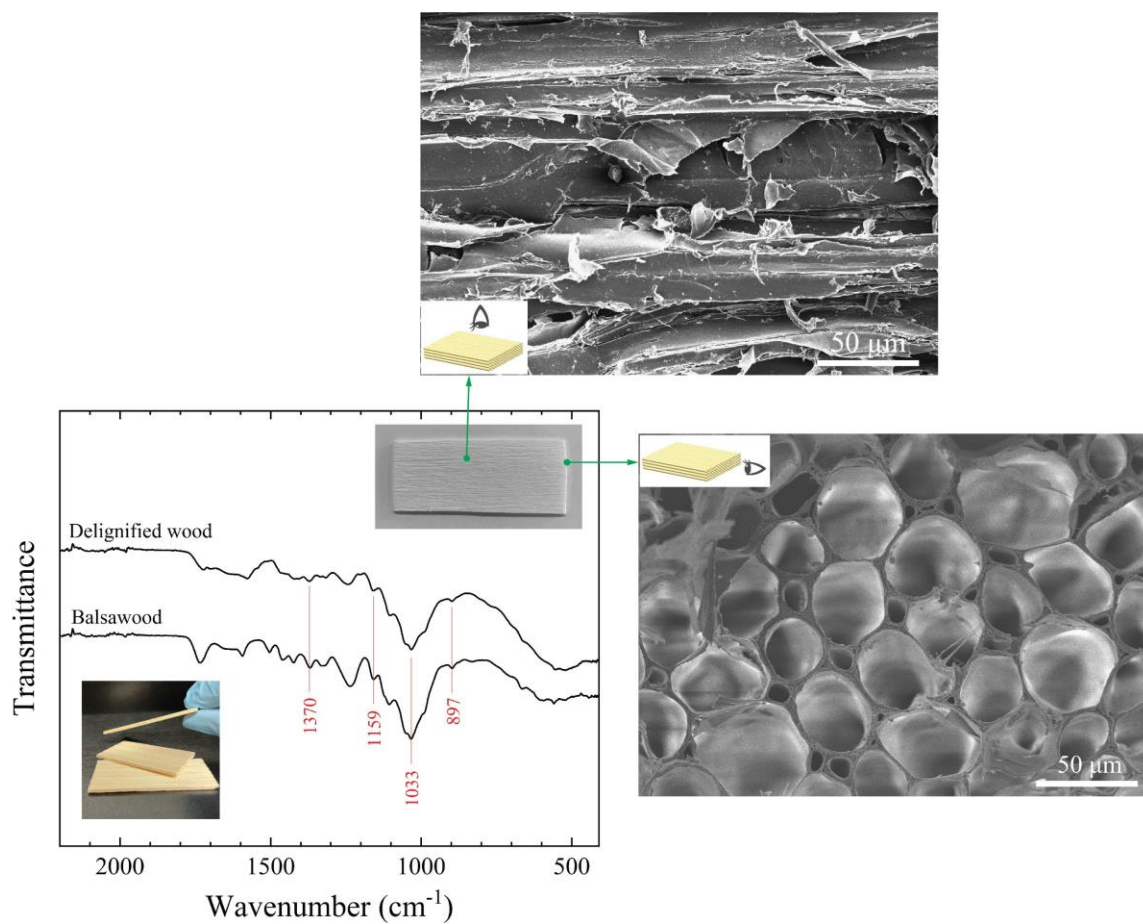 50 μm
Delignified wood
Balsawood
1370
1159
1033
897
Transmittance
2000
1500
1000
500
Wavenumber (cm⁻¹)
50 μm